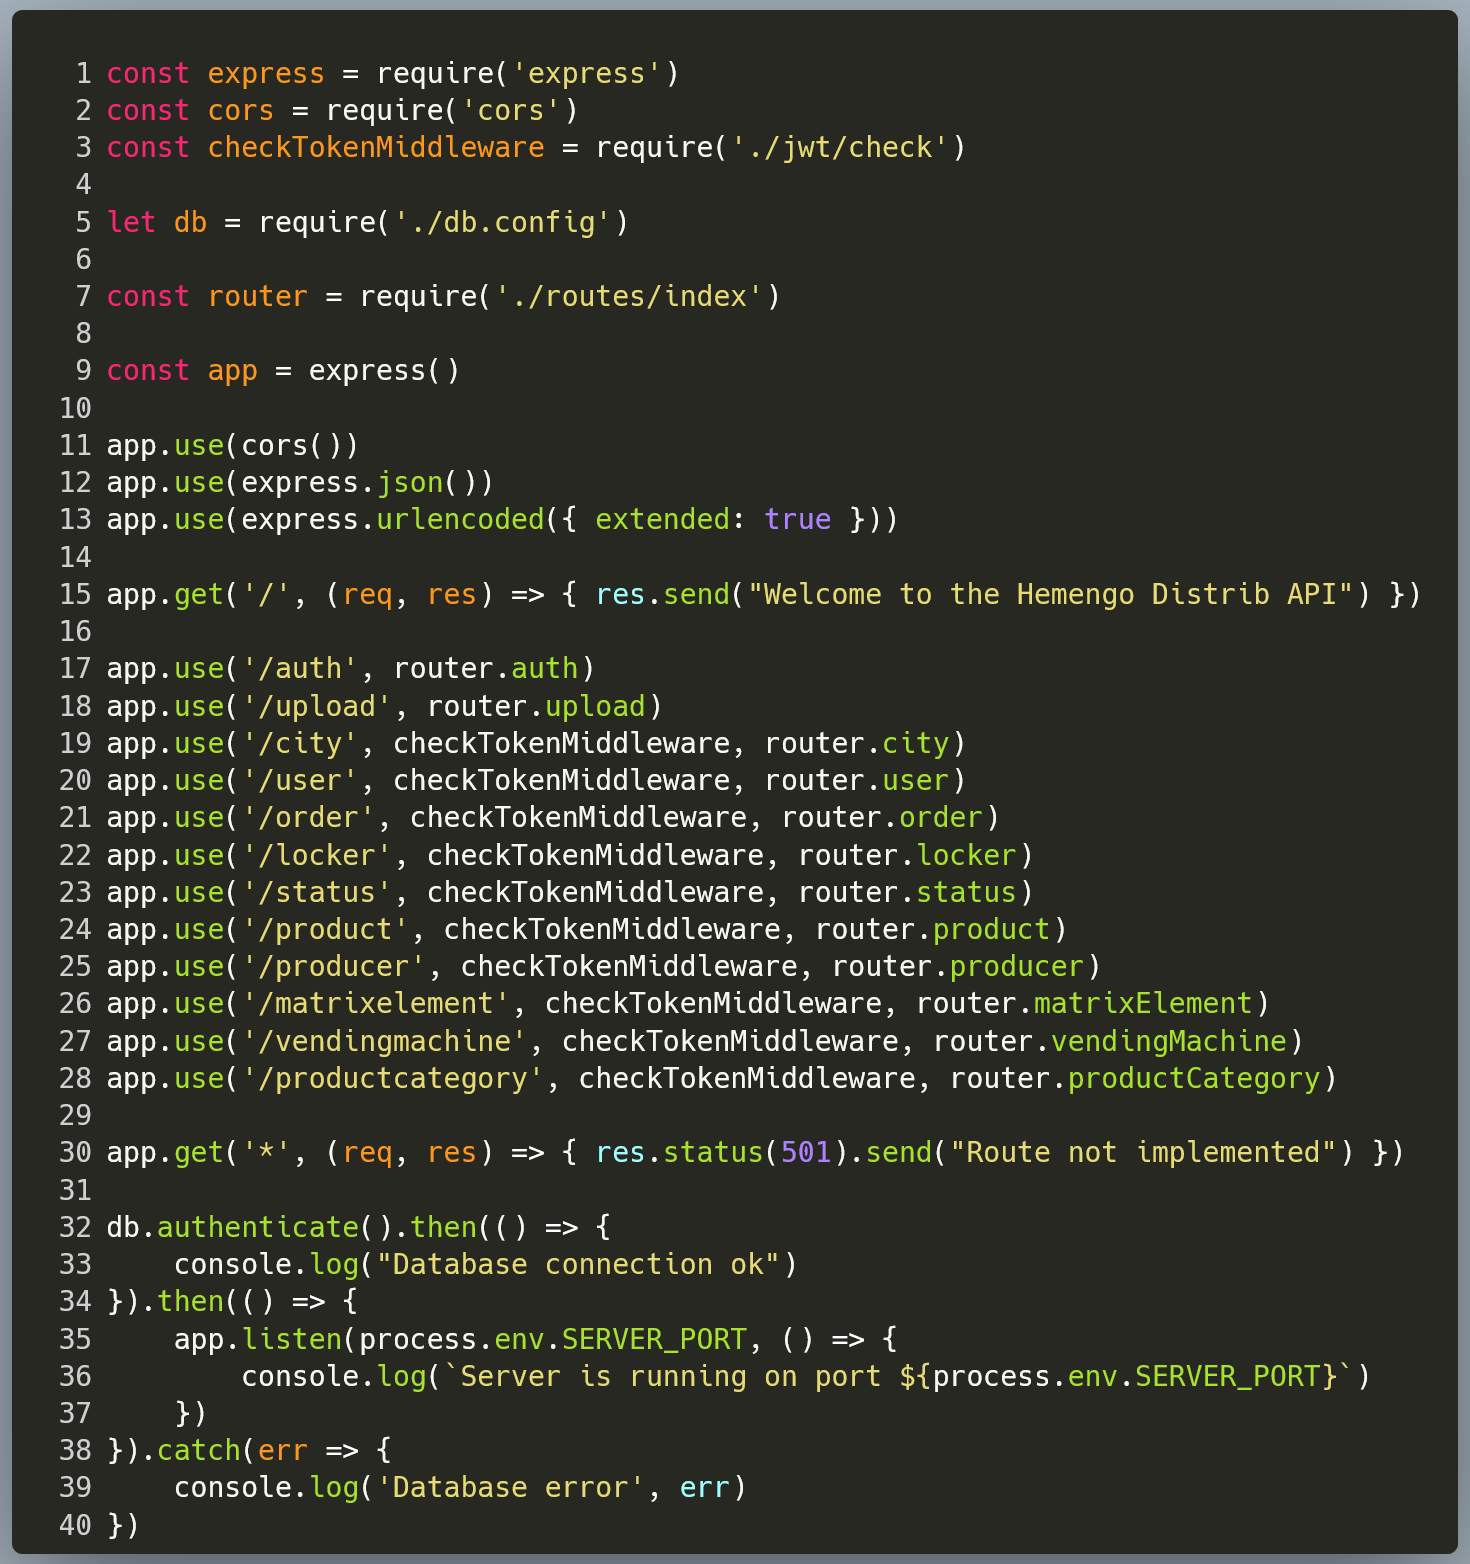 1 const express = require('express')
2 const cors = require('cors')
3 const checkTokenMiddleware = require('./jwt/check')
4
5 let db = require('./db.config')
6
7 const router = require('./routes/index')
8
9 const app = express()
10
11 app.use(cors())
12 app.use(express.json())
13 app.use(express.urlencoded({ extended: true }))
14
15 app.get('/', (req, res) => { res.send("Welcome to the Hemengo Distrib API") })
16
17 app.use('/auth', router.auth)
18 app.use('/upload', router.upload)
19 app.use('/city', checkTokenMiddleware, router.city)
20 app.use('/user', checkTokenMiddleware, router.user)
21 app.use('/order', checkTokenMiddleware, router.order)
22 app.use('/locker', checkTokenMiddleware, router.locker)
23 app.use('/status', checkTokenMiddleware, router.status)
24 app.use('/product', checkTokenMiddleware, router.product)
25 app.use('/producer', checkTokenMiddleware, router.producer)
26 app.use('/matrixelement', checkTokenMiddleware, router.matrixElement)
27 app.use('/vendingmachine', checkTokenMiddleware, router.vendingMachine)
28 app.use('/productcategory', checkTokenMiddleware, router.productCategory)
29
30 app.get('*', (req, res) => { res.status(501).send("Route not implemented") })
31
32 db.authenticate().then(() => {
33     console.log("Database connection ok")
34 }).then(() => {
35     app.listen(process.env.SERVER_PORT, () => {
36         console.log(`Server is running on port ${process.env.SERVER_PORT}`)
37     })
38 }).catch(err => {
39     console.log('Database error', err)
40 })